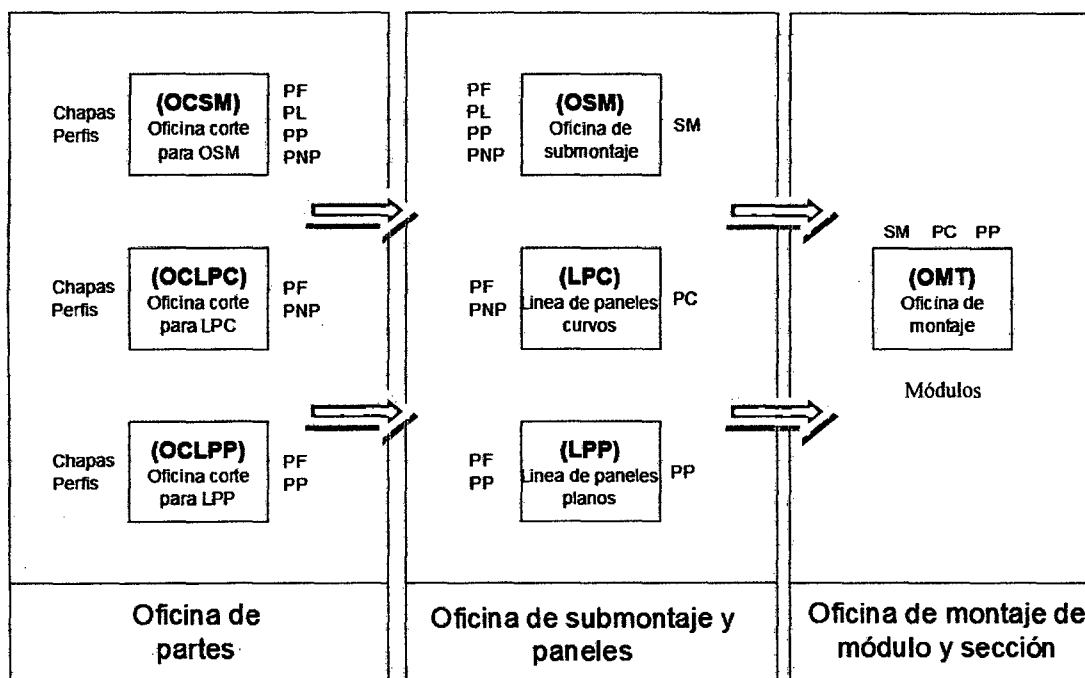 Chapas
Perfis
(OCSM)
Oficina corte
para OSM
PF
PL
PP
PNP
Chapas
Perfis
(OCLPC)
Oficina corte
para LPC
PF
PNP
Chapas
Perfis
(OCLPP)
Oficina corte
para LPP
PF
PP
Oficina de
partes
PF
PL
PP
PNP
(OSM)
Oficina de
submontaje
SM
PF
PNP
(LPC)
Linea de paneles
curvos
PC
PF
PP
(LPP)
Linea de paneles
planos
PP
Oficina de submontaje y
paneles
SM PC PP
(OMT)
Oficina de
montaje
Módulos
Oficina de montaje de
módulo y sección